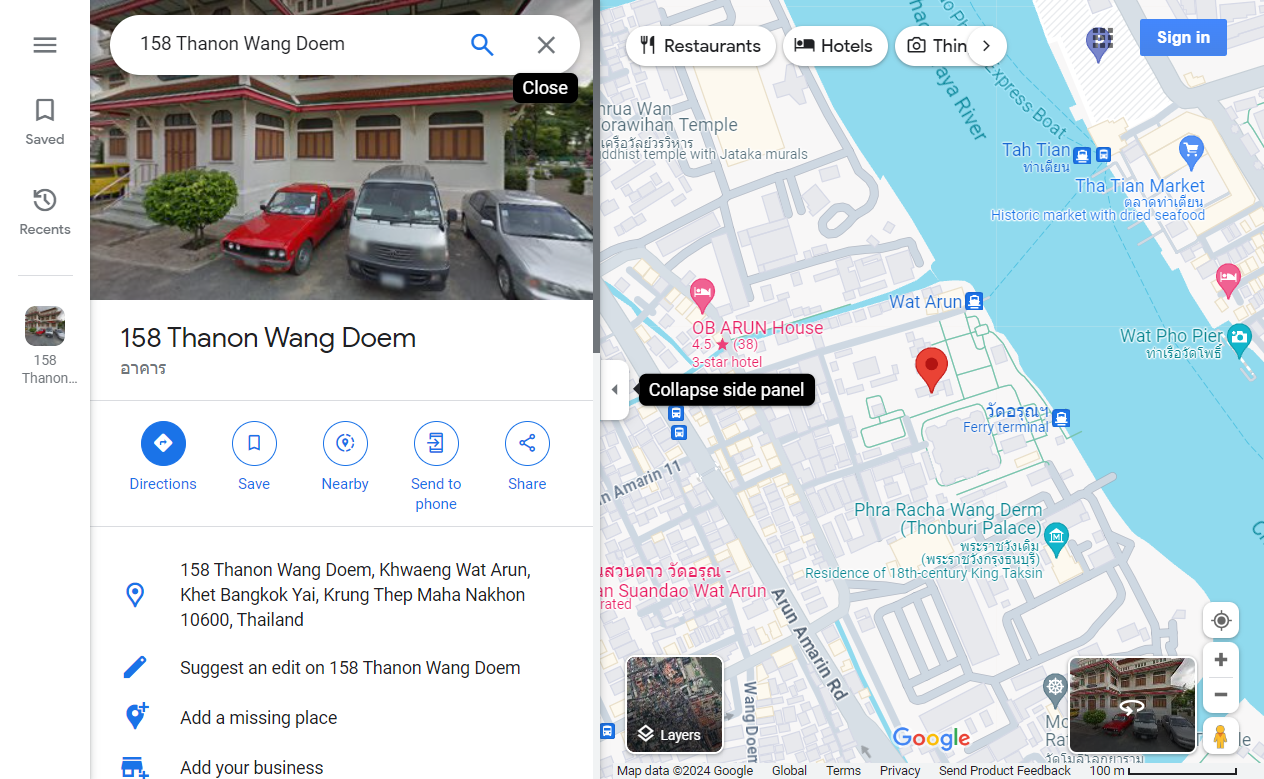 158 Thanon Wang Doem
Close
Saved
Recents
158
Thanon...
158 Thanon Wang Doem
อาคาร
Directions
Save
Nearby
Send to
phone
Share
158 Thanon Wang Doem, Khwaeng Wat Arun,
Khet Bangkok Yai, Krung Thep Maha Nakhon
10600, Thailand
Suggest an edit on 158 Thanon Wang Doem
Add a missing place
Add your business
Restaurants
Hotels
Thin
Sign in
Express Boat
aya River
Wan
orawihan Temple
เครือวัลย์วรวิหาร
ddhist temple with Jataka murals
Tah Tian
ท่าเตียน
Tha Tian Market
ตลาดท่าเตียน
Historic market with dried seafood
Wat Arun
OB ARUN House
4.5 ★ (38)
3-star hotel
Wat Pho Pier
ท่าเรือวัดโพธิ์
Collapse side panel
วัดอรุณฯ
Ferry terminal
n Amarin 11
Phra Racha Wang Derm
(Thonburi Palace)
พระราชวังเดิม
(พระราชวังกรุงธนบุรี)
Residence of 18th-century King Taksin
นสวนดาว วัดอรุณ -
an Suandao Wat Arun
rated
Arun Amarin Rd
Wang Doem
Layers
Google
Map data ©2024 Google
Global
Terms
Privacy
Send Product Feedback
100 m